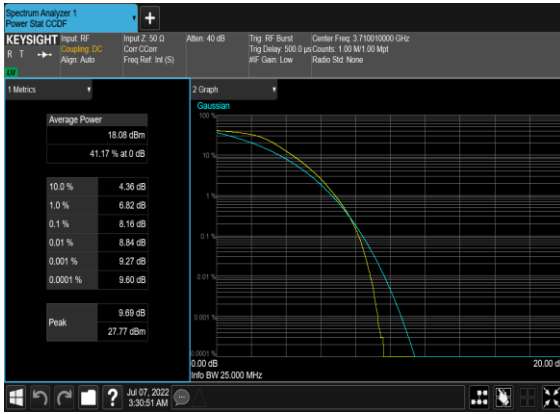 Spectrum Analyzer 1
Power Stat CCDF
+
KEYSIGHT
R T
LV
Input: RF
Coupling: DC
Align: Auto
Input Z: 50 Ω
Corr CCorr
Freq Ref: Int (S)
Atten: 40 dB
Trig: RF Burst
Trig Delay: 500.0 µs
#IF Gain: Low
Center Freq: 3.710010000 GHz
Counts: 1.00 M/1.00 Mpt
Radio Std: None
1 Metrics
Average Power
18.08 dBm
41.17 % at 0 dB
10.0 % 4.36 dB
1.0 % 6.82 dB
0.1 % 8.16 dB
0.01 % 8.84 dB
0.001 % 9.27 dB
0.0001 % 9.60 dB
Peak
9.69 dB
27.77 dBm
2 Graph
Gaussian
100 %
10 %
1 %
0.1 %
0.01 %
0.001 %
0.0001 %
0.00 dB
20.00 d
Info BW 25.000 MHz
?
Jul 07, 2022
3:30:51 AM